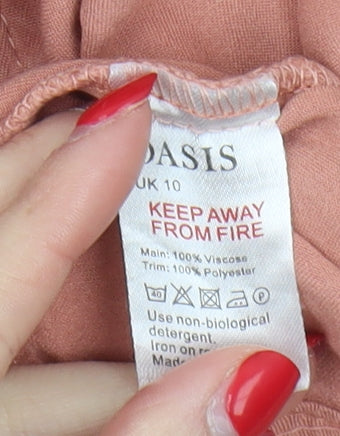 OASIS
UK 10
KEEP AWAY
FROM FIRE
Main: 100% Viscose
Trim: 100% Polyester
40 P
Use non-biological
detergent.
Iron on